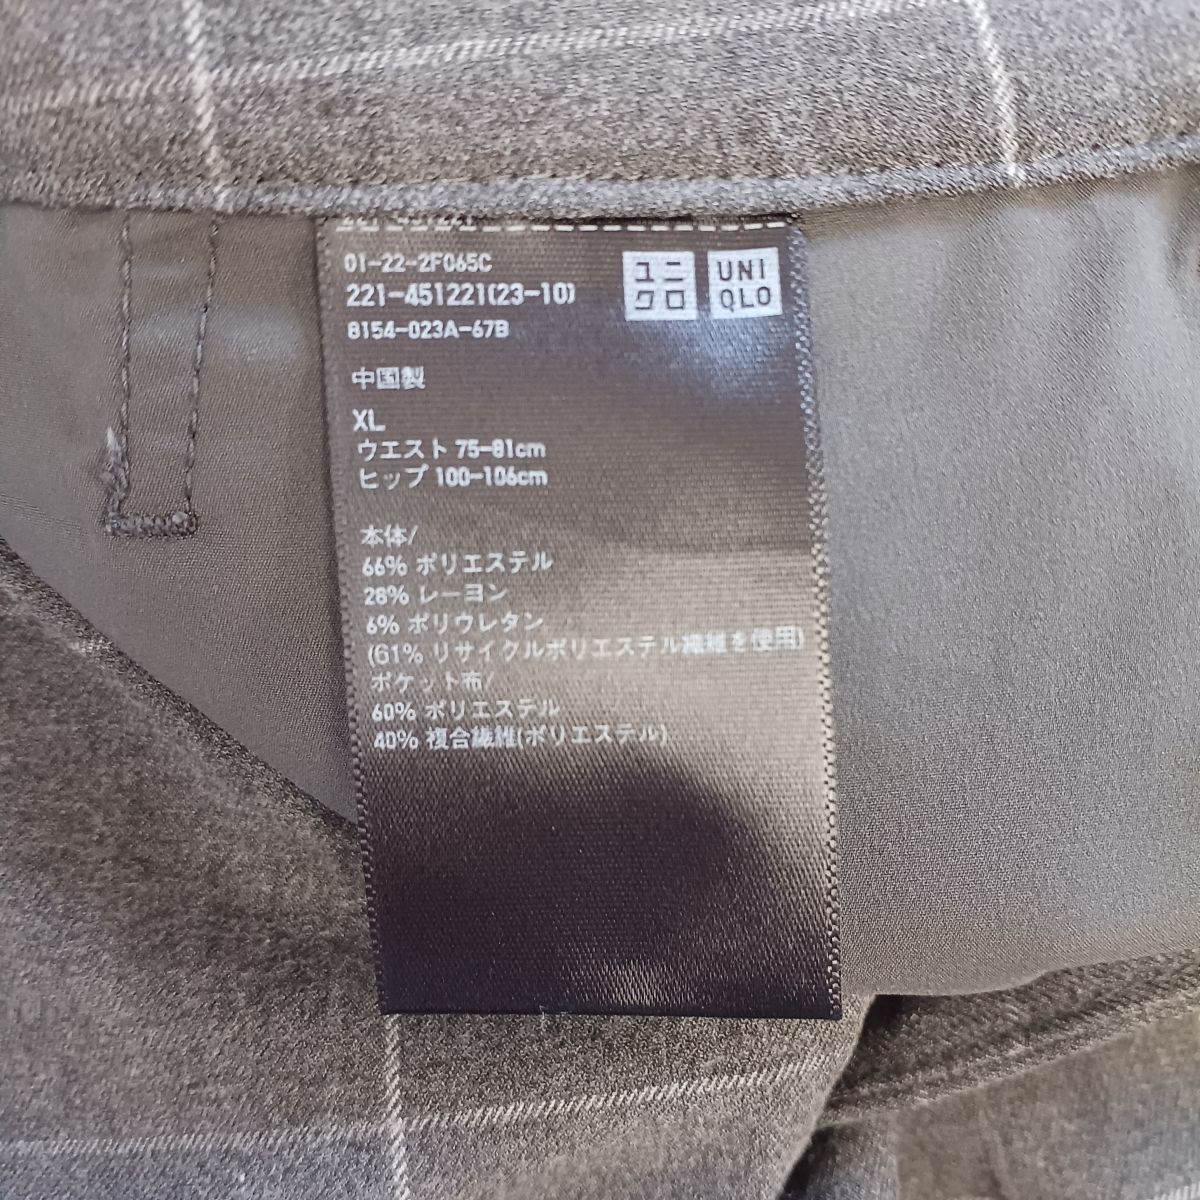 01-22-2F065C
221-451221(23-10)
8154-023A-67B
ユニ
クロ
UNI
QLO
中国製
XL
ウエスト 75-81cm
ヒップ 100-106cm
本体/
66% ポリエステル
28% レーヨン
6% ポリウレタン
(61% リサイクルポリエステル繊維を使用)
ポケット布/
60% ポリエステル
40% 複合繊維(ポリエステル)